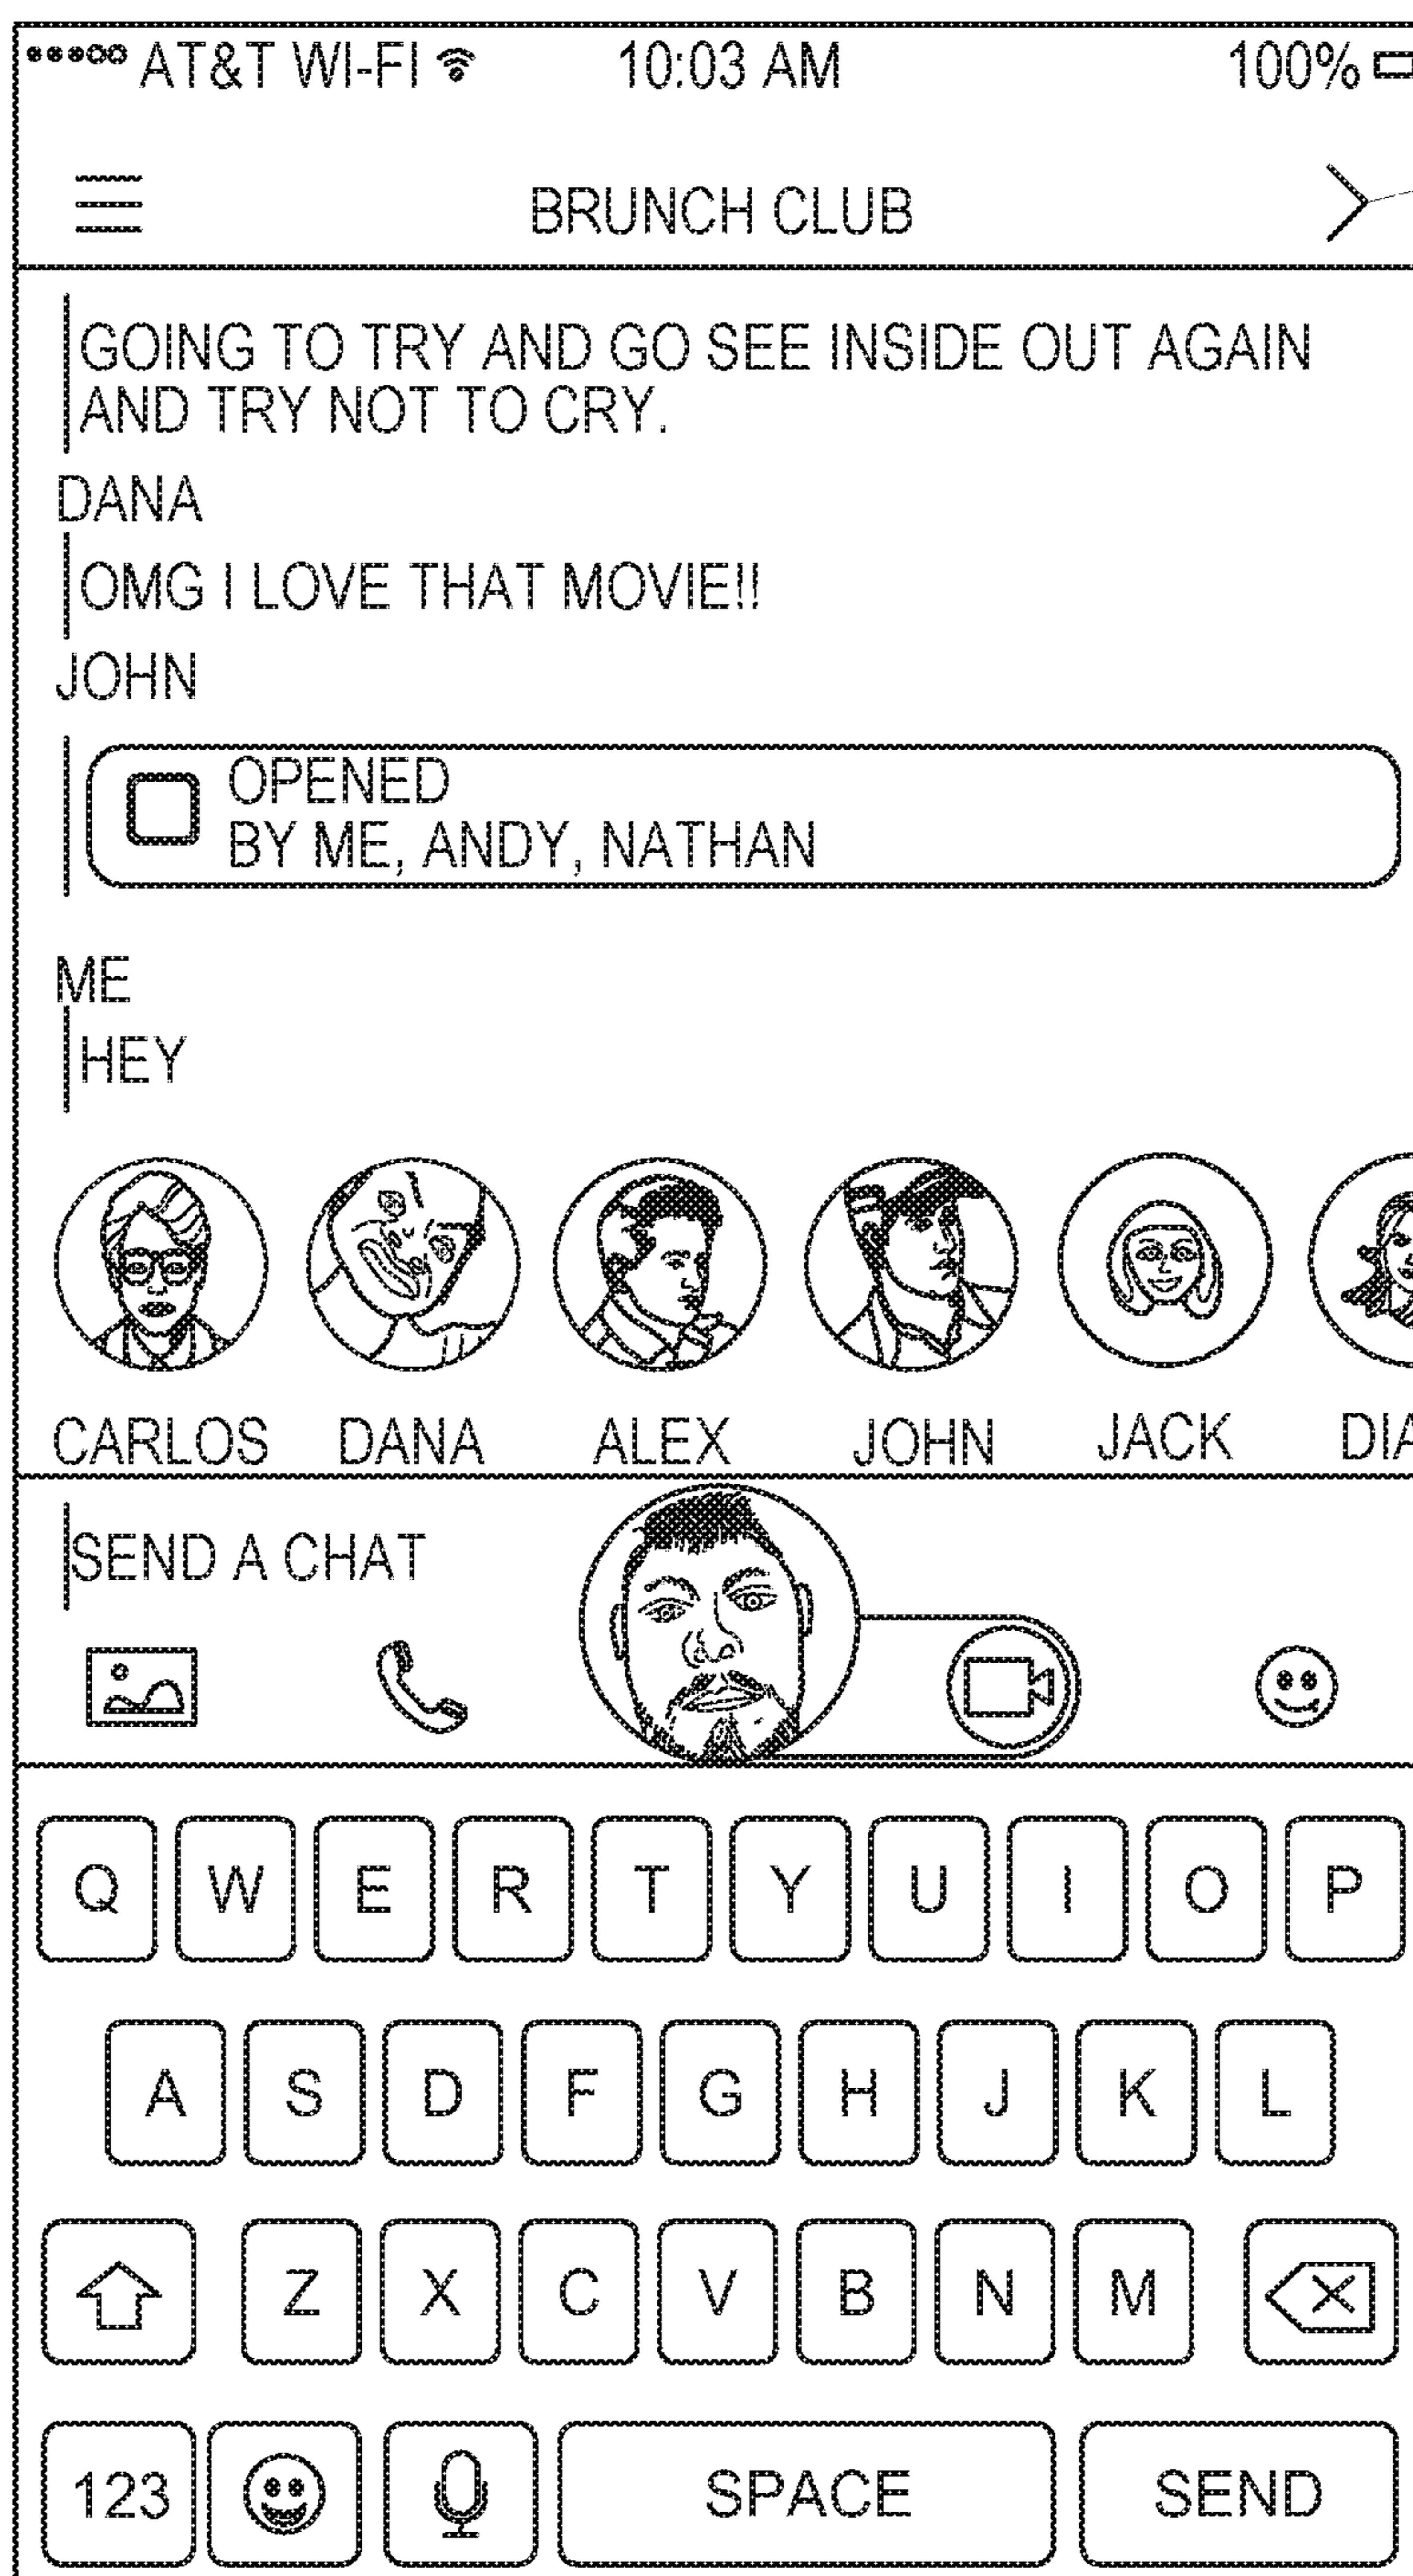 AT&T WI-FI 10:03 AM 100%
BRUNCH CLUB
GOING TO TRY AND GO SEE INSIDE OUT AGAIN
AND TRY NOT TO CRY.
DANA
OMG I LOVE THAT MOVIE!!
JOHN
OPENED
BY ME, ANDY, NATHAN
ME
HEY
CARLOS DANA ALEX JOHN JACK
SEND A CHAT
Q W E R T Y U I O P
A S D F G H J K L
Z X C V B N M
123 SPACE SEND